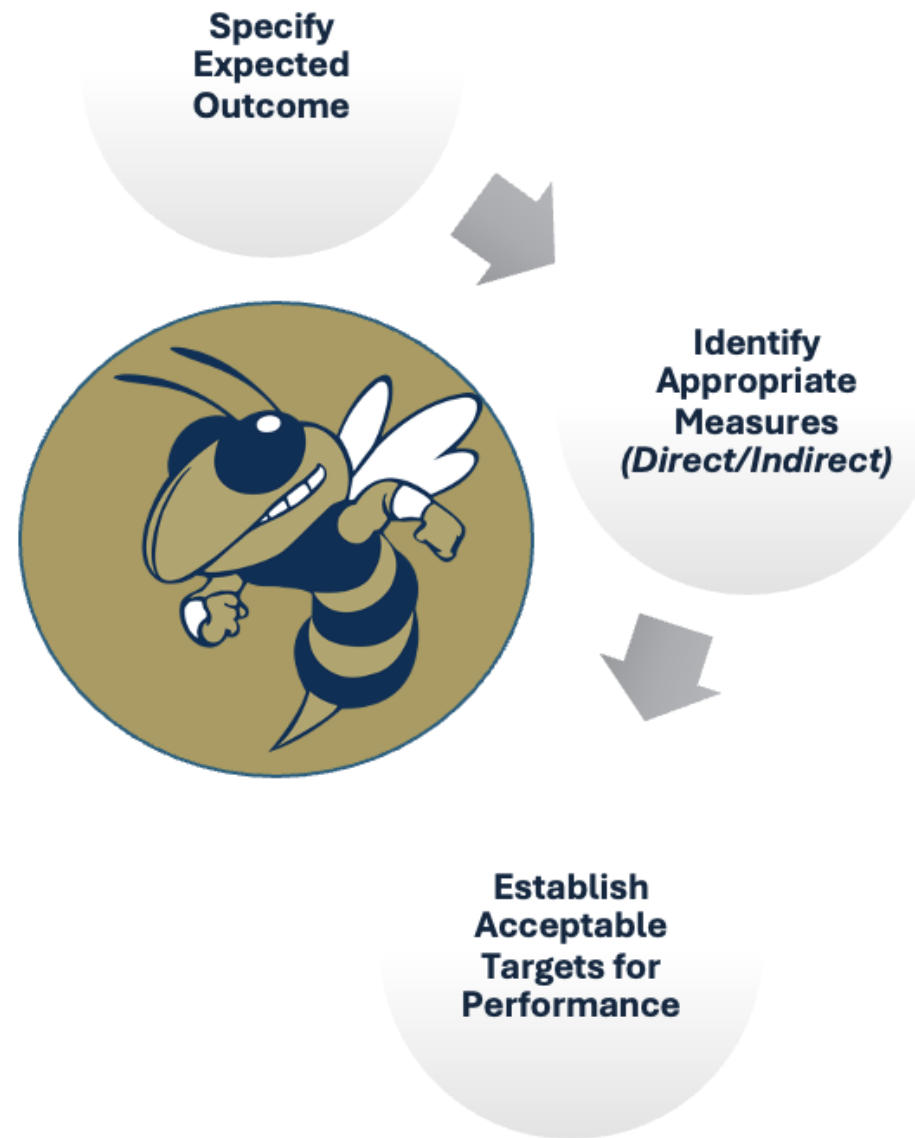 Specify
Expected
Outcome
Identify
Appropriate
Measures
(Direct/Indirect)
Establish
Acceptable
Targets for
Performance